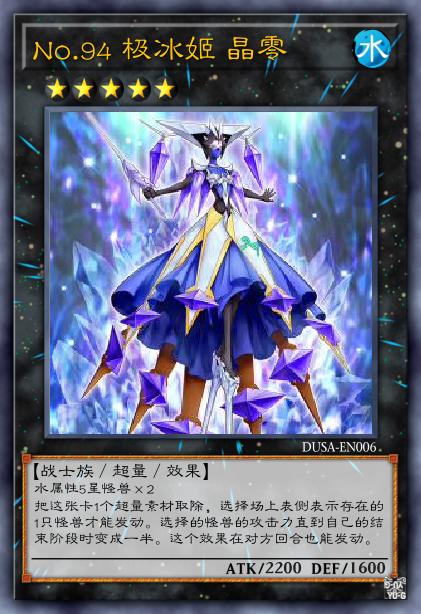 No.94 极冰姬 晶零
水
DUSA-EN006
【战士族／超量／效果】
水属性5星怪兽×2
把这张卡1个超量素材取除，选择场上表侧表示存在的
1只怪兽才能发动。选择的怪兽的攻击力直到自己的结
束阶段时变成一半。这个效果在对方回合也能发动。
ATK/2200 DEF/1600